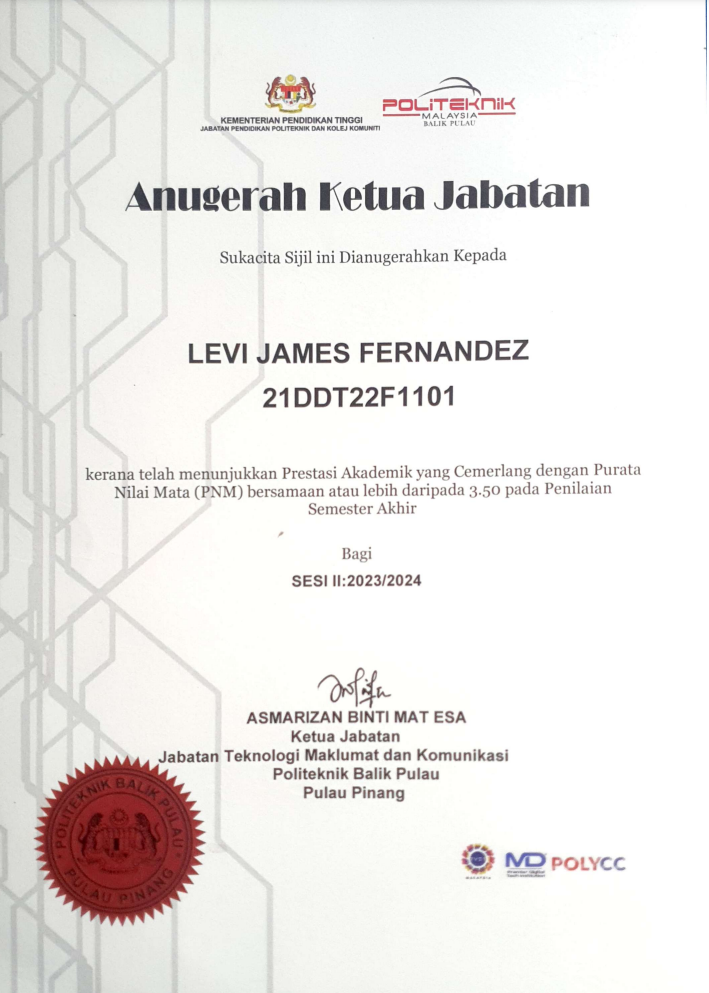 KEMENTERIAN PENDIDIKAN TINGGI
JABATAN PENDIDIKAN POLITEKNIK DAN KOLEJ KOMUNITI
POLITEKNIK
MALAYSIA
BALIK PULAU
Anugerah Ketua Jabatan
Sukacita Sijil ini Dianugerahkan Kepada
LEVI JAMES FERNANDEZ
21DDT22F1101
kerana telah menunjukkan Prestasi Akademik yang Cemerlang dengan Purata
Nilai Mata (PNM) bersamaan atau lebih daripada 3.50 pada Penilaian
Semester Akhir
Bagi
SESI II:2023/2024
ASMARIZAN BINTI MAT ESA
Ketua Jabatan
Jabatan Teknologi Maklumat dan Komunikasi
Politeknik Balik Pulau
Pulau Pinang
POLITEKNIK BALIK PULAU
PULAU PINANG
MD POLYCC